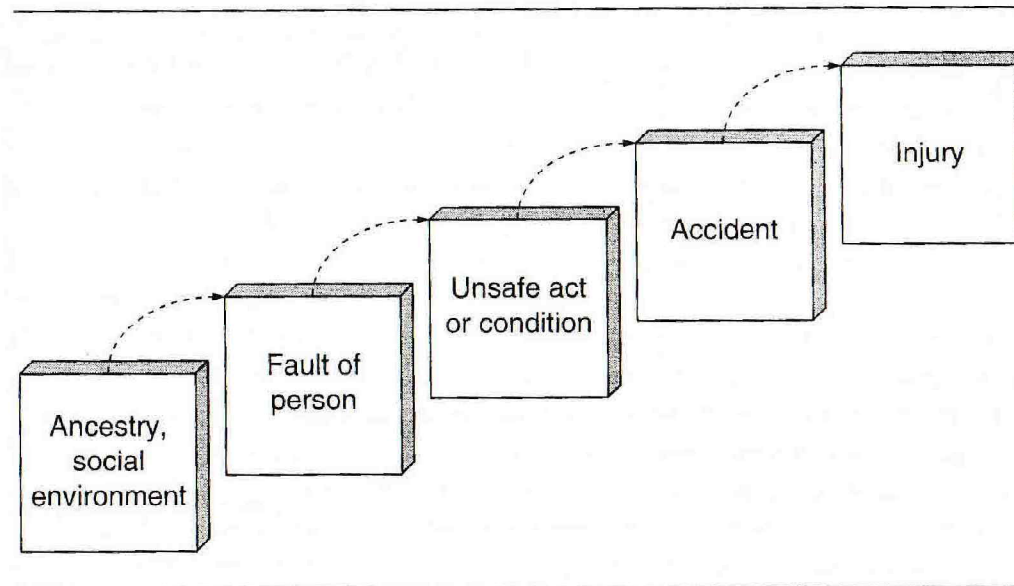 Ancestry,
social
environment
Fault of
person
Unsafe act
or condition
Accident
Injury